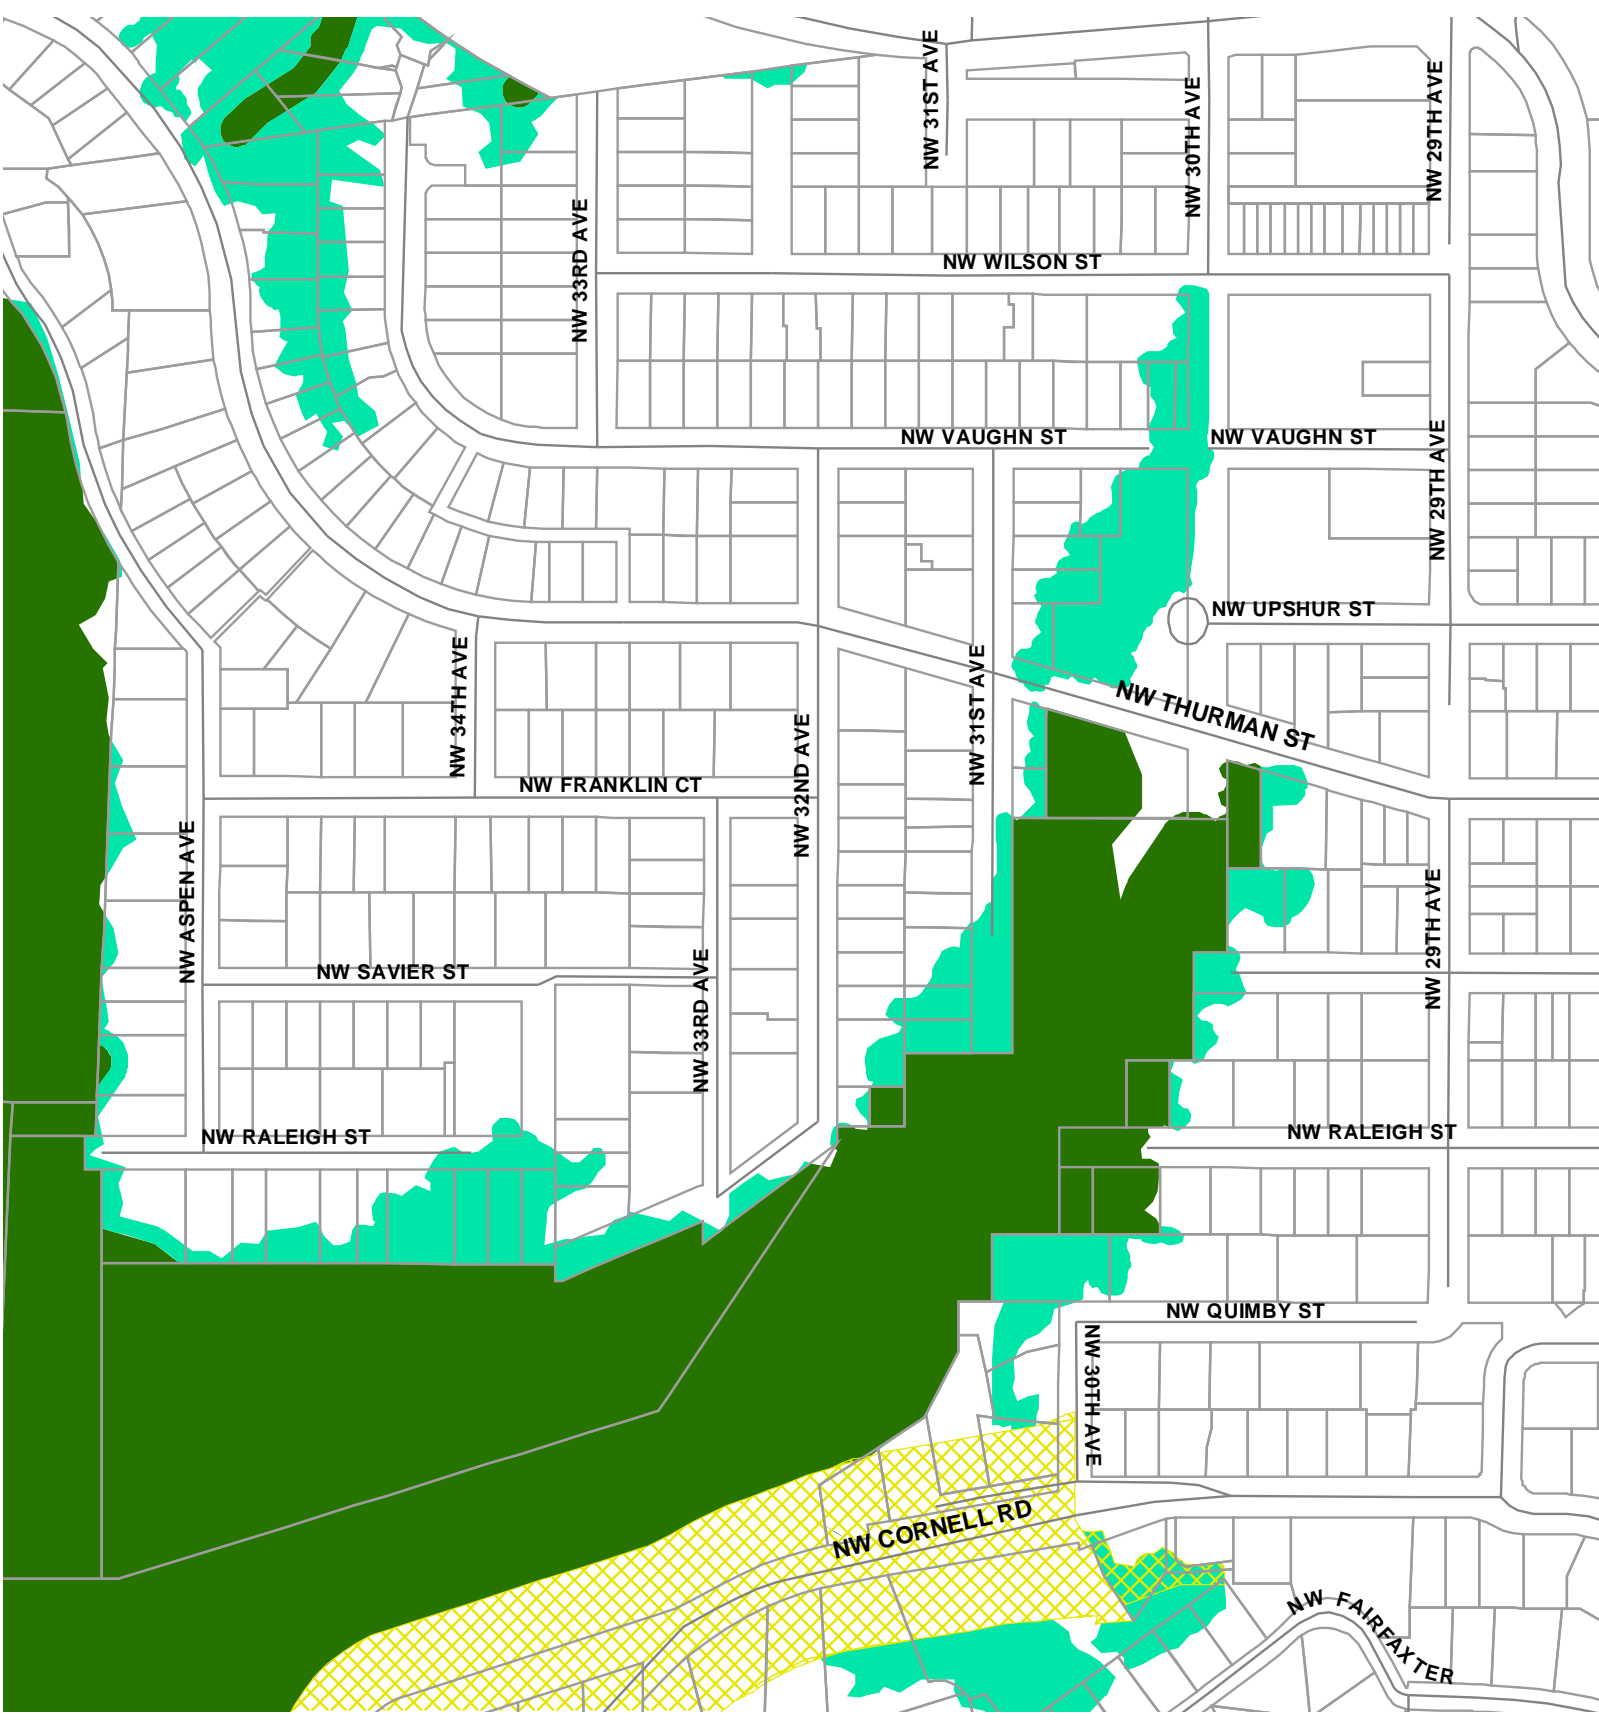 NW 31ST AVE
NW 30TH AVE
NW 29TH AVE
NW 33RD AVE
NW WILSON ST
NW VAUGHN ST
NW VAUGHN ST
NW 29TH AVE
NW UPSHUR ST
NW 34TH AVE
NW 31ST AVE
NW THURMAN ST
NW 32ND AVE
NW FRANKLIN CT
NW ASPEN AVE
NW 29TH AVE
NW SAVIER ST
NW 33RD AVE
NW RALEIGH ST
NW RALEIGH ST
NW QUIMBY ST
NW 30TH AVE
NW CORNELL RD
NW FAIRFAXTER